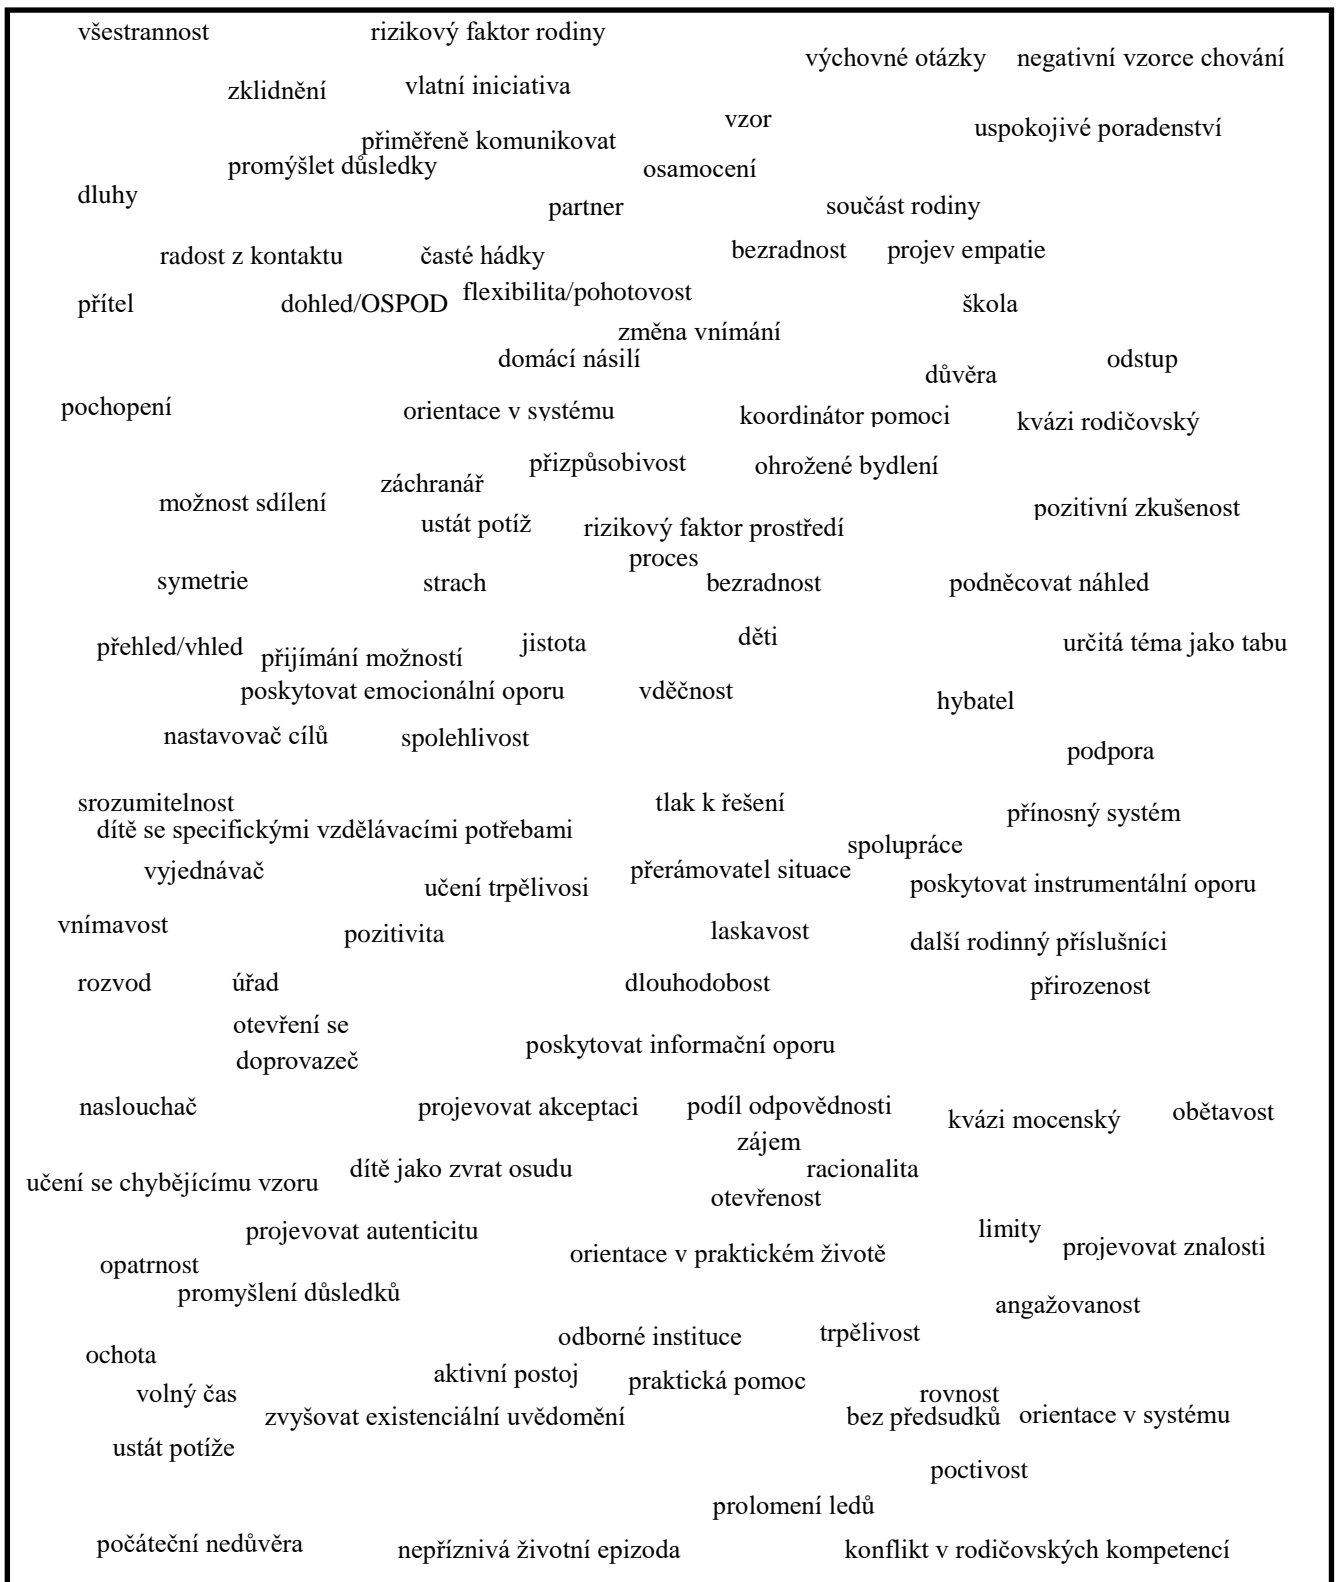 všestrannost rizikový faktor rodiny
výchovné otázky negativní vzorce chování
zklidnění vlatní iniciativa
vzor uspokojivé poradenství
přiměřeně komunikovat
promýšlet důsledky osamocení
dluhy
partner součást rodiny
radost z kontaktu časté hádky bezradnost projev empatie
přítel dohled/OSPOD flexibilita/pohotovost škola
změna vnímání
domácí násilí odstup
důvěra
pochopení orientace v systému koordinátor pomoci kvázi rodičovský
přizpůsobivost ohrožené bydlení
záchranář
možnost sdílení pozitivní zkušenost
ustát potíž rizikový faktor prostředí
proces
symetrie strach bezradnost podněcovat náhled
přehled/vhled přijímání možností jistota děti určitá téma jako tabu
poskytovat emocionální oporu vděčnost hybatel
nastavovač cílů spolehlivost
podpora
srozumitelnost tlak k řešení přínosný systém
dítě se specifickými vzdělávacími potřebami
spolupráce
vyjednávač učení trpělivosi přerámovatel situace poskytovat instrumentální oporu
vnímavost pozitivita laskavost další rodinný příslušníci
rozvod úřad dlouhodobost přirozenost
otevření se
doprovazeč poskytovat informační oporu
naslouchač projevovat akceptaci podíl odpovědnosti kvázi mocenský obětavost
zájem
učení se chybějícímu vzoru dítě jako zvrat osudu racionalita
otevřenost
projevovat autenticitu limity
orientace v praktickém životě projevovat znalosti
opatrnost
promyšlení důsledků angažovanost
odborné instituce trpělivost
ochota
aktivní postoj praktická pomoc
volný čas rovnost
zvyšovat existenciální uvědomění bez předsudků orientace v systému
ustát potíže
poctivost
prolomení ledů
počáteční nedůvěra nepříznivá životní epizoda konflikt v rodičovských kompetencí